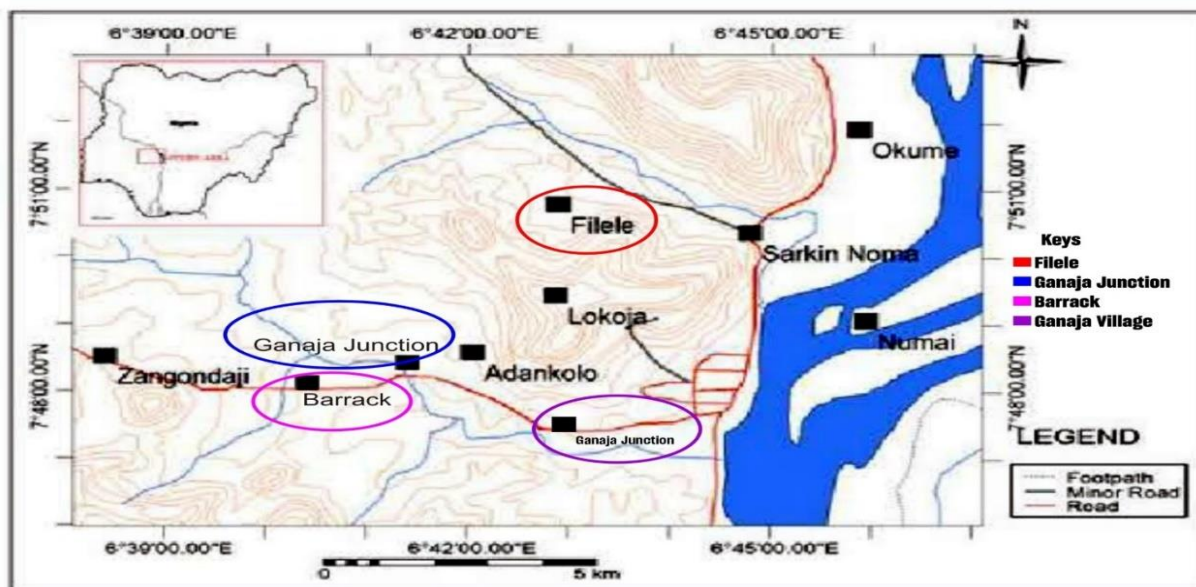 N
6°39'00.00"E 6°42'00.00"E 6°45'00.00"E
7°51'00.00"N
7°51'00.00"N
Okume
Filele
Sarkin Noma
Keys
Filele
Ganaja Junction
Barrack
Ganaja Village
Lokoja
Numai
Ganaja Junction
Zangondaji
Adankolo
Barrack
7°48'00.00"N
7°48'00.00"N
Ganaja Junction
LEGEND
Footpath
Minor Road
Road
6°39'00.00"E 6°42'00.00"E 6°45'00.00"E
0 5 km